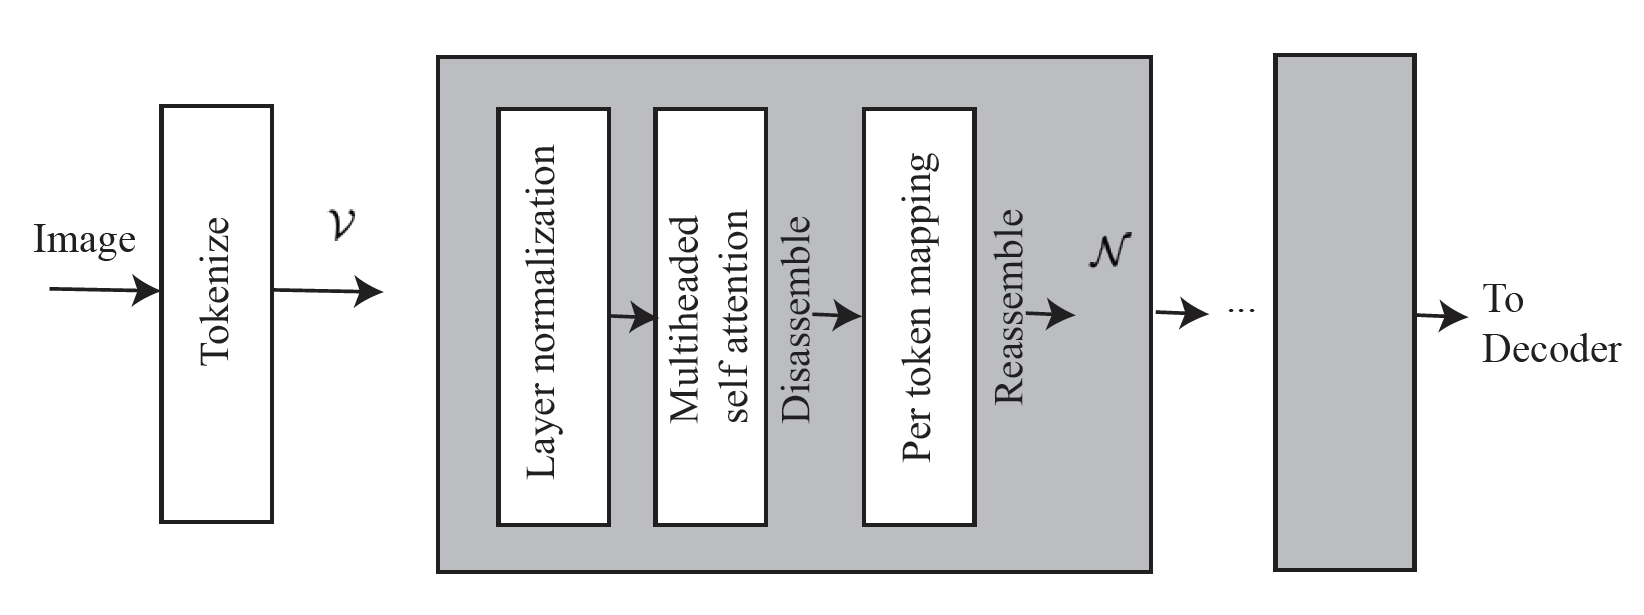 Image
Tokenize
𝒱
Layer normalization
Multiheaded
self attention
Disassemble
Per token mapping
Reassemble
𝒩
...
To
Decoder